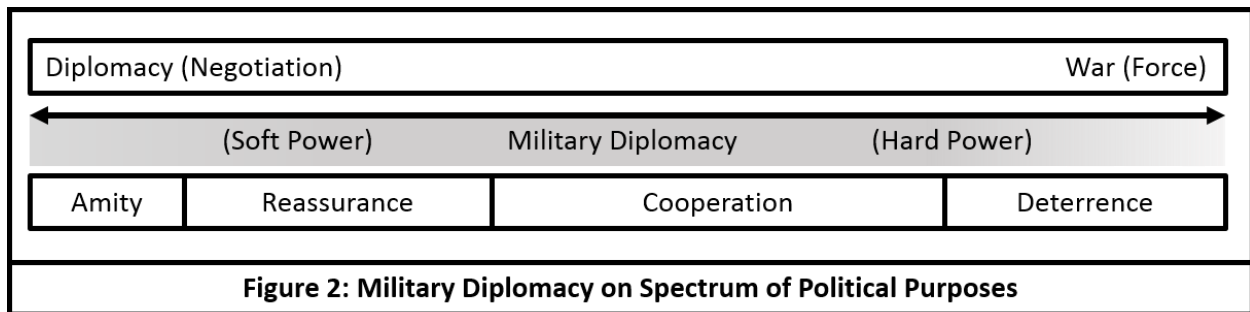 Diplomacy (Negotiation) War (Force)
(Soft Power) Military Diplomacy (Hard Power)
Amity Reassurance Cooperation Deterrence
Figure 2: Military Diplomacy on Spectrum of Political Purposes